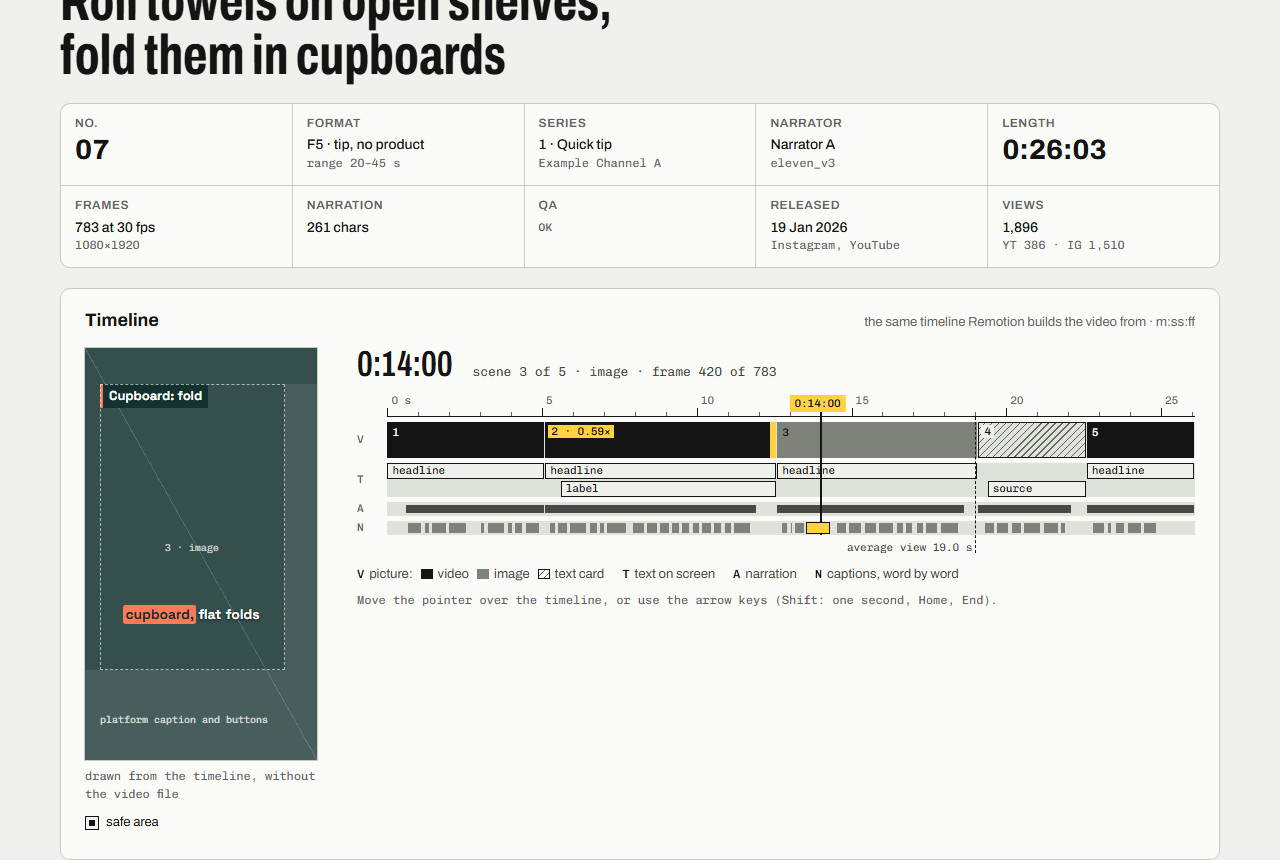 Roll towels on open shelves,
fold them in cupboards
NO.
07
FORMAT
F5 · tip, no product
range 20–45 s
SERIES
1 · Quick tip
Example Channel A
NARRATOR
Narrator A
eleven_v3
LENGTH
0:26:03
FRAMES
783 at 30 fps
1080×1920
NARRATION
261 chars
QA
OK
RELEASED
19 Jan 2026
Instagram, YouTube
VIEWS
1,896
YT 386 · IG 1,510
Timeline
the same timeline Remotion builds the video from · m:ss:ff
Cupboard: fold
3 · image
cupboard, flat folds
platform caption and buttons
drawn from the timeline, without
the video file
safe area
0:14:00
scene 3 of 5 · image · frame 420 of 783
0 s 5 10 0:14:00 15 20 25
V 1 2 · 0.59× 3 4 5
T headline headline headline headline
label source
A
N
average view 19.0 s
V picture: video image text card T text on screen A narration N captions, word by word
Move the pointer over the timeline, or use the arrow keys (Shift: one second, Home, End).